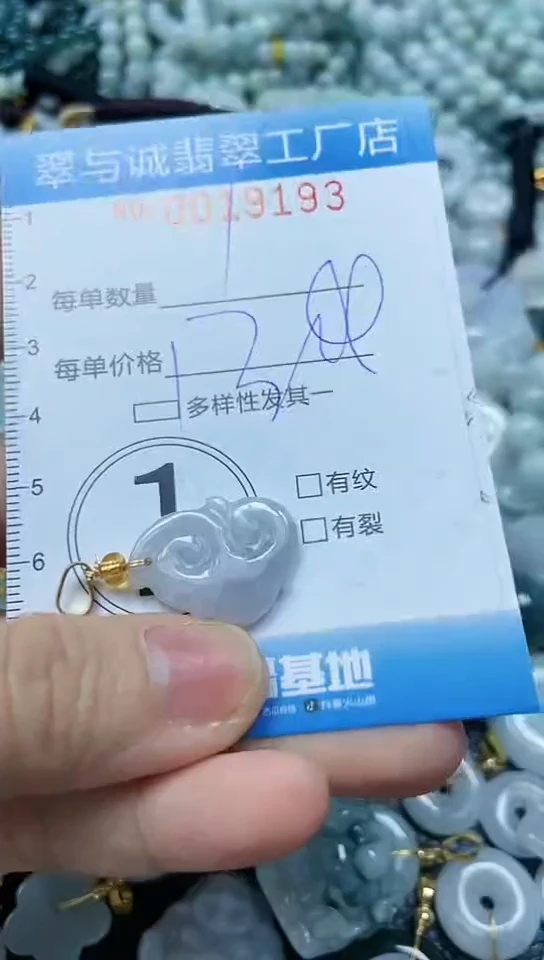 翠与诚翡翠工厂店
NO. 0019193
1
2
每单数量 1
3
每单价格
4
多样性发其一
5
1
有纹
有裂
6
基地